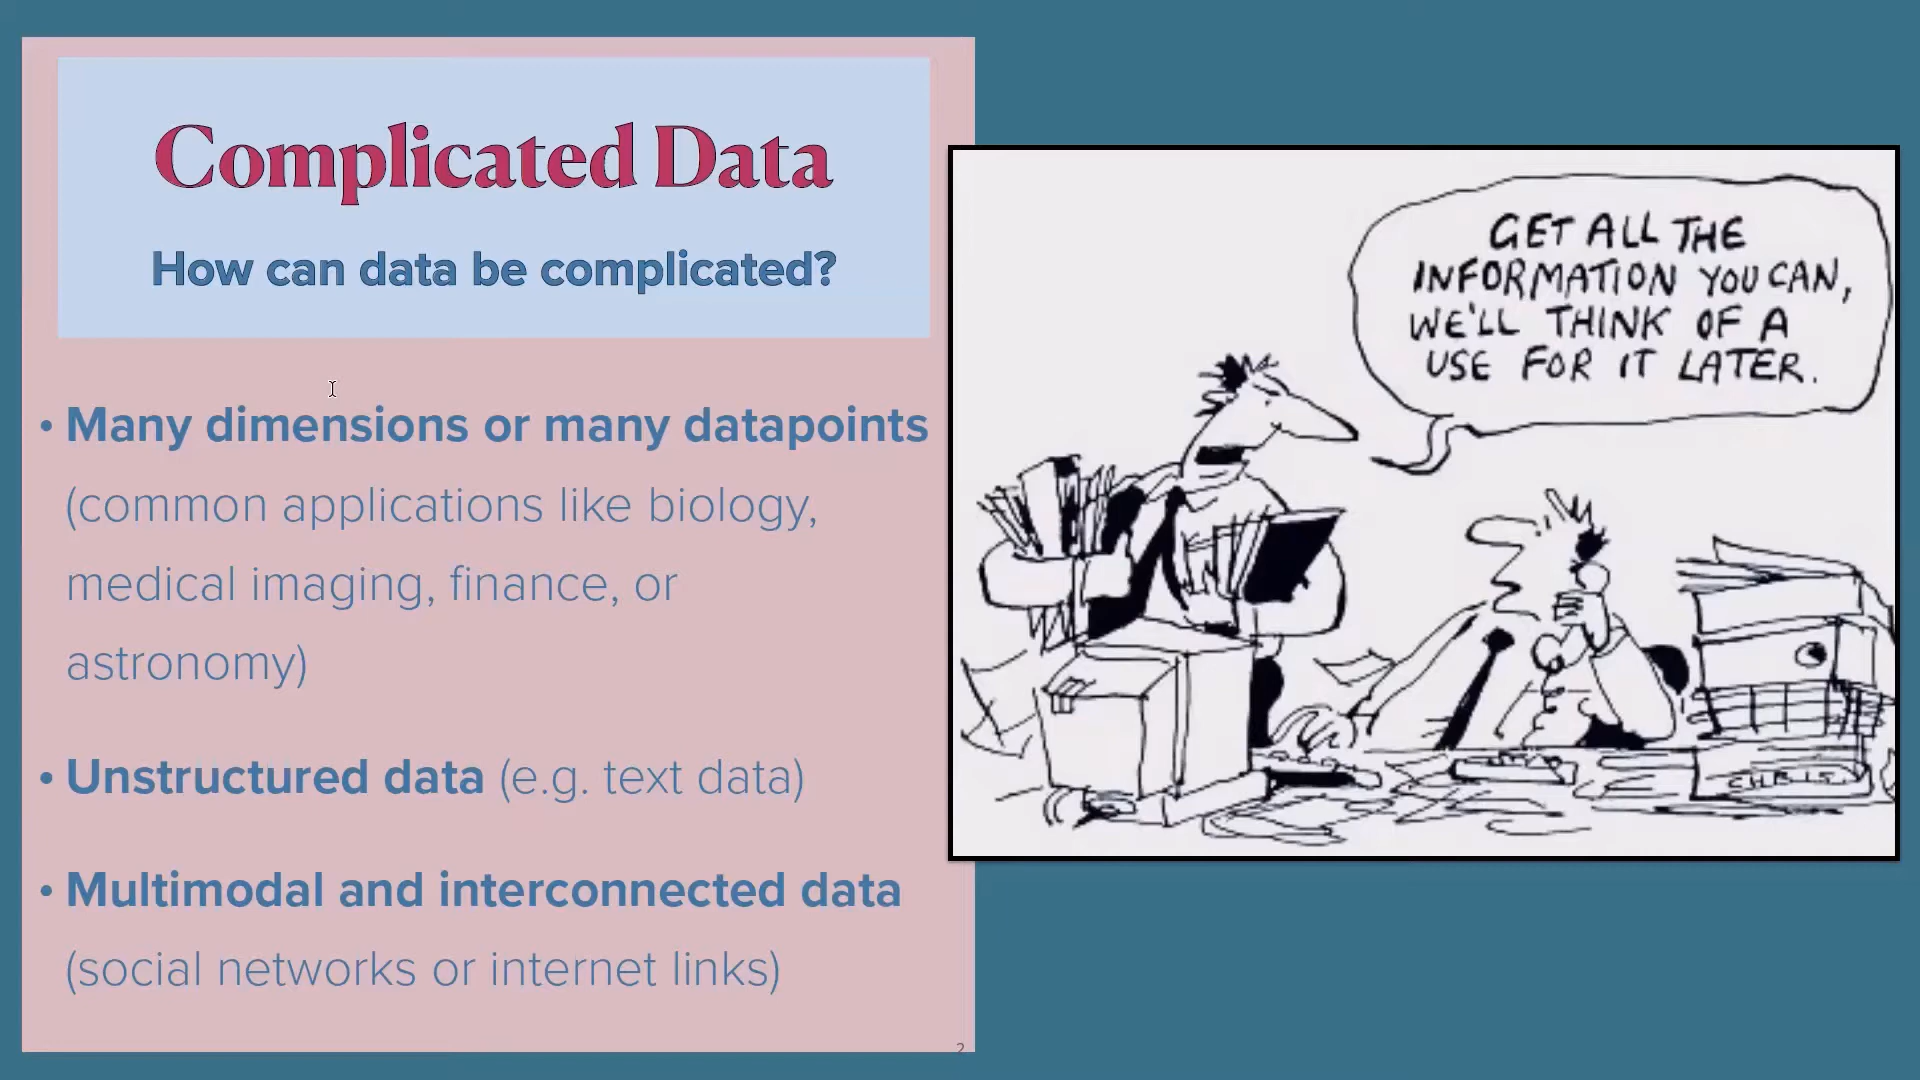 Complicated Data
How can data be complicated?
• Many dimensions or many datapoints
(common applications like biology,
medical imaging, finance, or
astronomy)
• Unstructured data (e.g. text data)
• Multimodal and interconnected data
(social networks or internet links)
2
GET ALL THE
INFORMATION YOU CAN,
WE'LL THINK OF A
USE FOR IT LATER.
CHRIS.